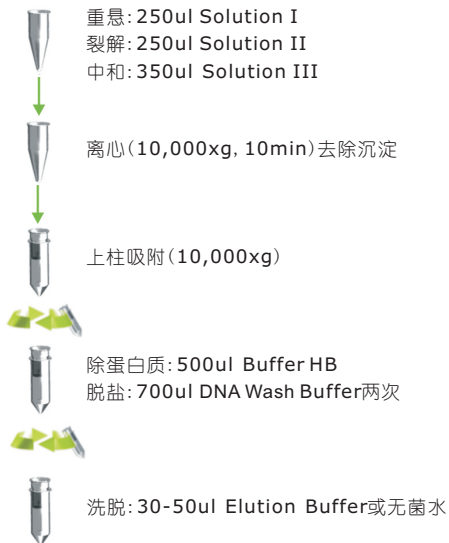 重悬:250ul Solution I
裂解:250ul Solution II
中和:350ul Solution III
离心(10,000xg, 10min)去除沉淀
上柱吸附(10,000xg)
除蛋白质:500ul Buffer HB
脱盐:700ul DNA Wash Buffer两次
洗脱:30-50ul Elution Buffer或无菌水